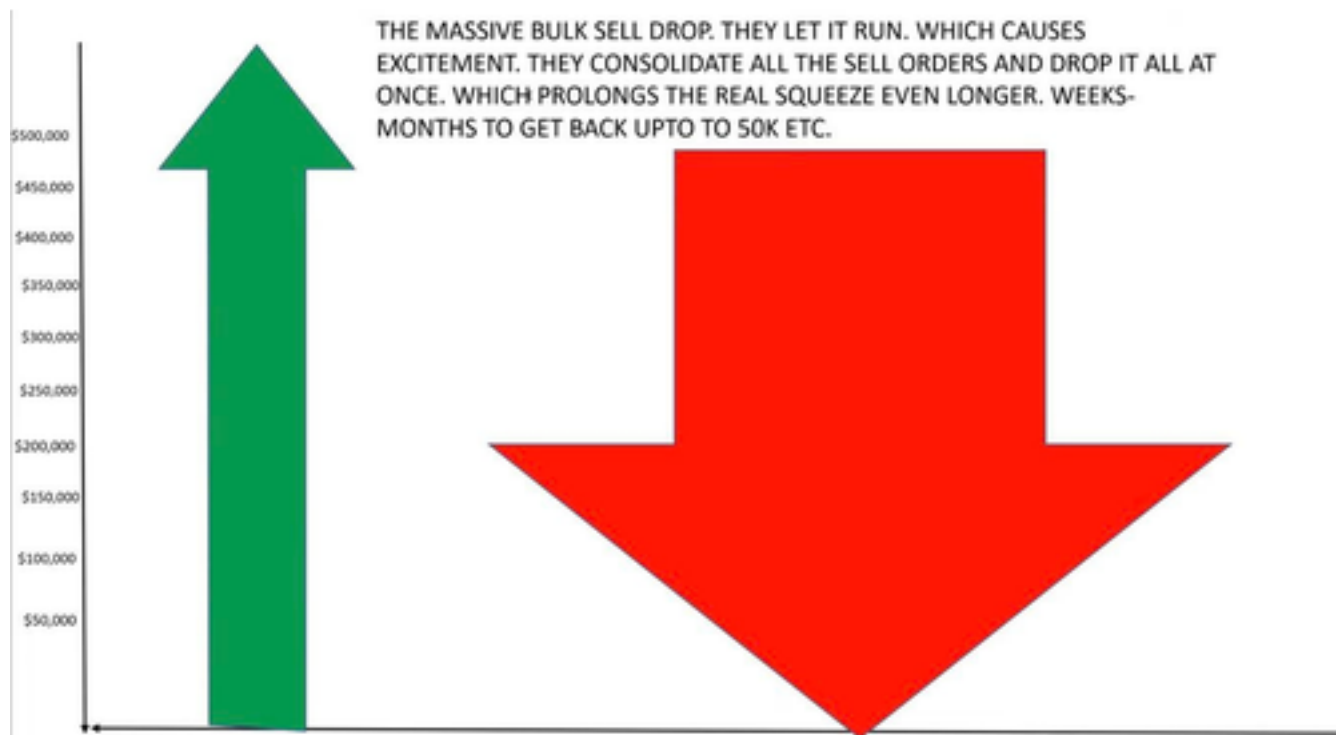 THE MASSIVE BULK SELL DROP. THEY LET IT RUN. WHICH CAUSES
EXCITEMENT. THEY CONSOLIDATE ALL THE SELL ORDERS AND DROP IT ALL AT
ONCE. WHICH PROLONGS THE REAL SQUEEZE EVEN LONGER. WEEKS-
MONTHS TO GET BACK UPTO TO 50K ETC.
$500,000
$450,000
$400,000
$350,000
$300,000
$250,000
$200,000
$150,000
$100,000
$50,000